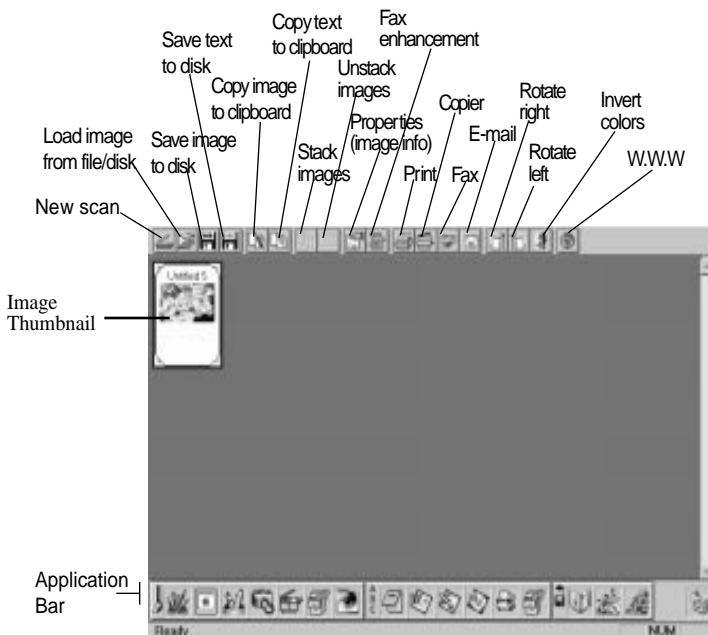 Save text
to disk
Copy text
to clipboard
Fax
enhancement
Copy image
to clipboard
Unstack
images
Load image
from file/disk
Save image
to disk
Stack
images
Properties
(image info)
Print
Copier
Fax
E-mail
Rotate
right
Rotate
left
Invert
colors
W.W.W
New scan
Untitled 5
Image
Thumbnail
Application
Bar
Ready
NUM